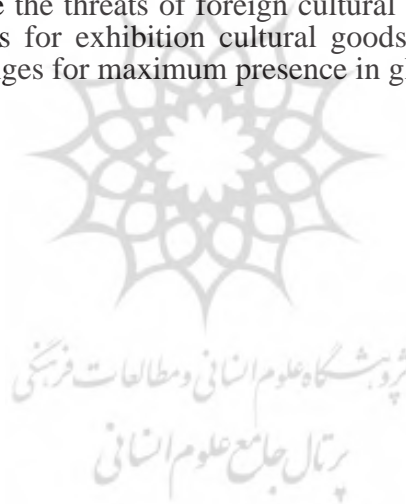 e the threats of foreign cultural
s for exhibition cultural goods
nges for maximum presence in gl
پژوهشگاه علوم انسانی و مطالعات فرهنگی
پرتال جامع علوم انسانی